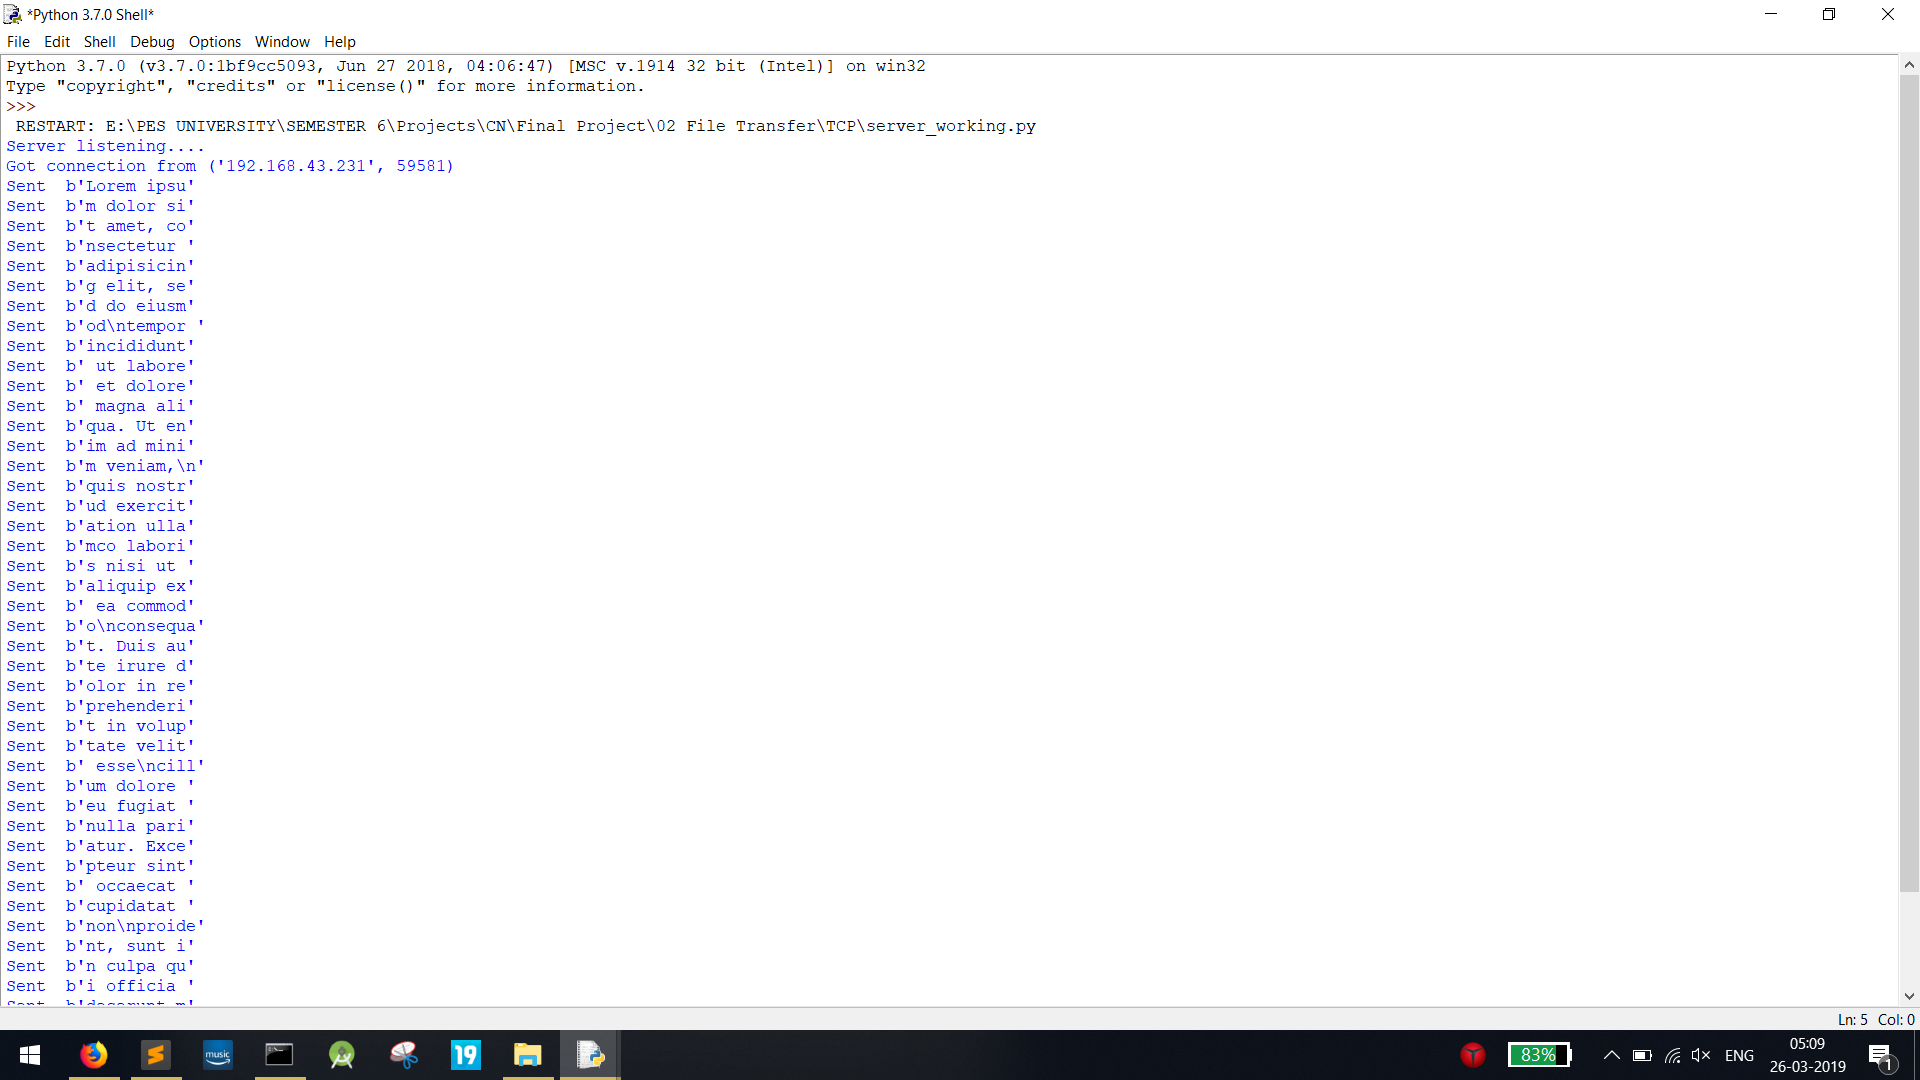 *Python 3.7.0 Shell*
File Edit Shell Debug Options Window Help
Python 3.7.0 (v3.7.0:1bf9cc5093, Jun 27 2018, 04:06:47) [MSC v.1914 32 bit (Intel)] on win32
Type "copyright", "credits" or "license()" for more information.
>>>
 RESTART: E:\PES UNIVERSITY\SEMESTER 6\Projects\CN\Final Project\02 File Transfer\TCP\server_working.py
Server listening....
Got connection from ('192.168.43.231', 59581)
Sent  b'Lorem ipsu'
Sent  b'm dolor si'
Sent  b't amet, co'
Sent  b'nsectetur '
Sent  b'adipisicin'
Sent  b'g elit, se'
Sent  b'd do eiusm'
Sent  b'od\ntempor '
Sent  b'incididunt'
Sent  b' ut labore'
Sent  b' et dolore'
Sent  b' magna ali'
Sent  b'qua. Ut en'
Sent  b'im ad mini'
Sent  b'm veniam,\n'
Sent  b'quis nostr'
Sent  b'ud exercit'
Sent  b'ation ulla'
Sent  b'mco labori'
Sent  b's nisi ut '
Sent  b'aliquip ex'
Sent  b' ea commod'
Sent  b'o\nconsequa'
Sent  b't. Duis au'
Sent  b'te irure d'
Sent  b'olor in re'
Sent  b'prehenderi'
Sent  b't in volup'
Sent  b'tate velit'
Sent  b' esse\ncill'
Sent  b'um dolore '
Sent  b'eu fugiat '
Sent  b'nulla pari'
Sent  b'atur. Exce'
Sent  b'pteur sint'
Sent  b' occaecat '
Sent  b'cupidatat '
Sent  b'non\nproide'
Sent  b'nt, sunt i'
Sent  b'n culpa qu'
Sent  b'i officia '
Sent  b'deserunt m'
Ln: 5 Col: 0
music
19
83%
ENG
05:09
26-03-2019
1